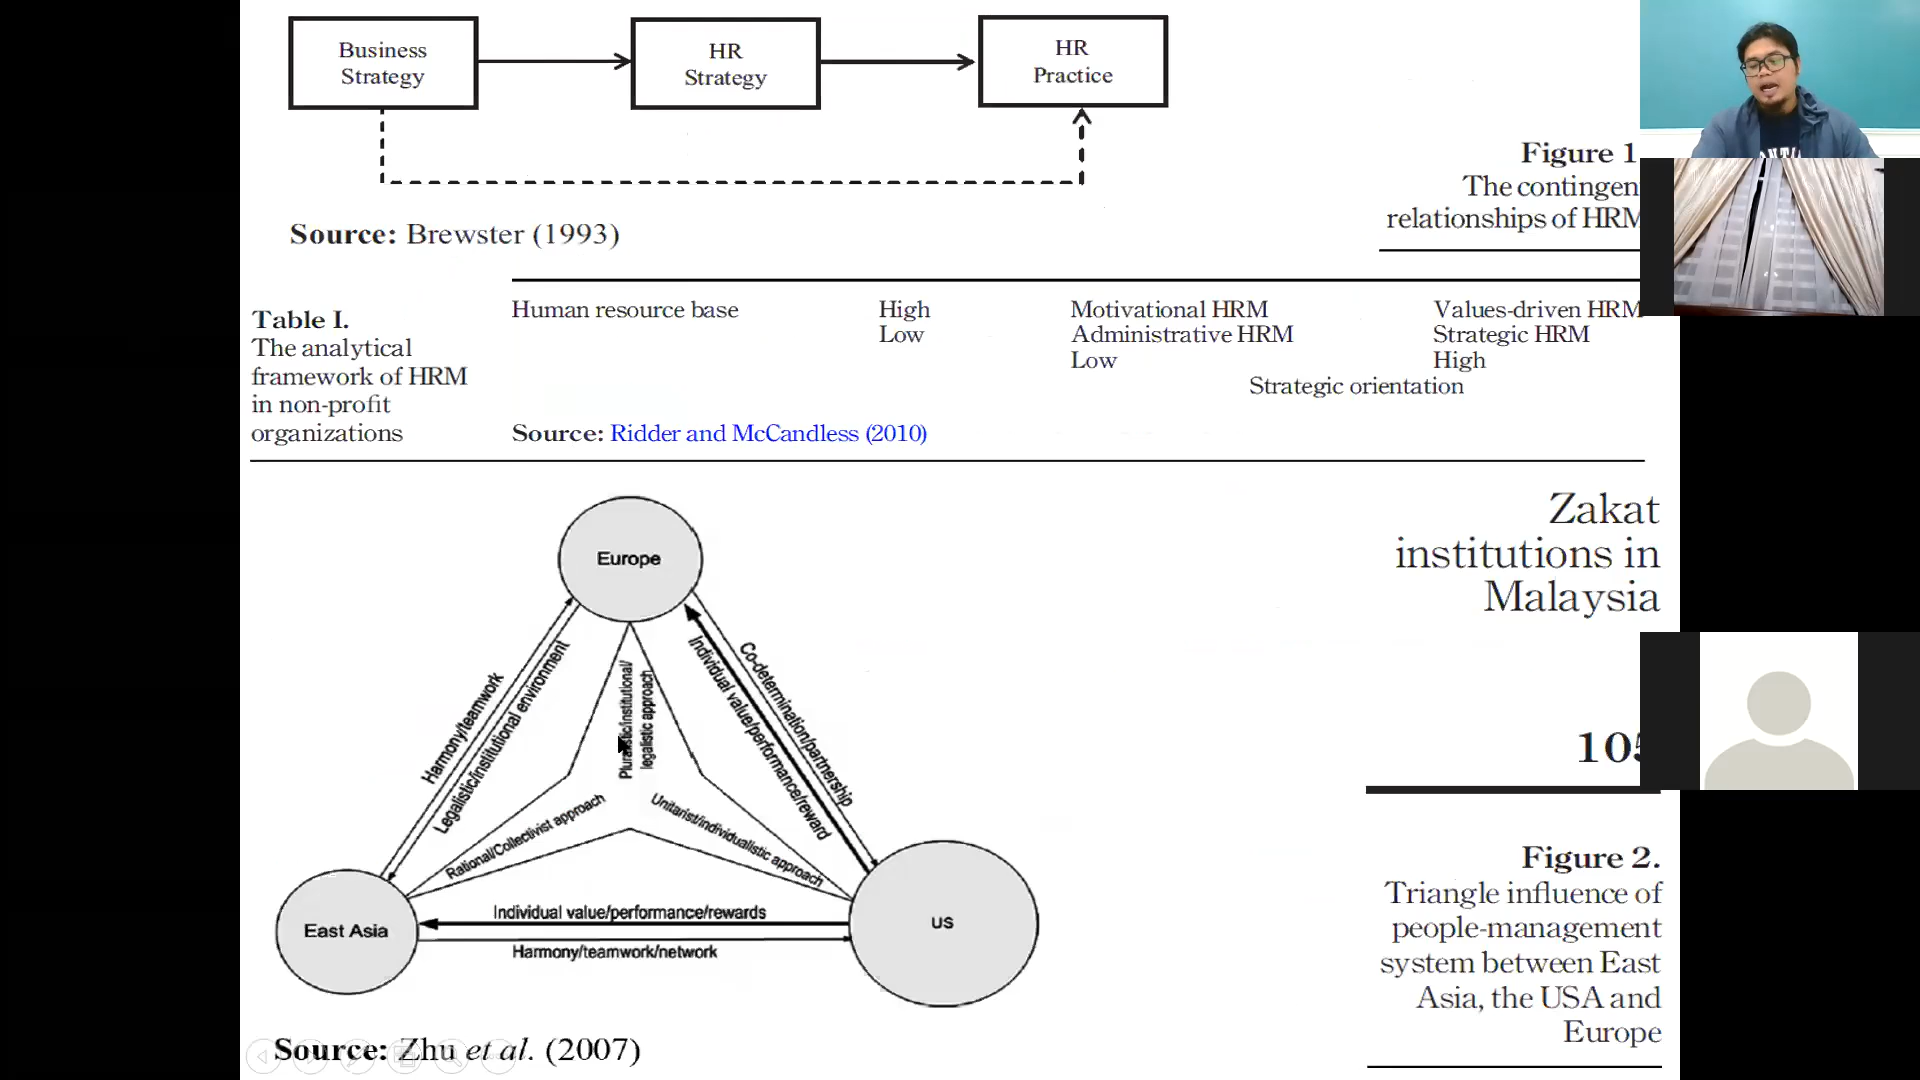 Business
Strategy
HR
Strategy
HR
Practice
Figure 1
The contingen
relationships of HRM
Source: Brewster (1993)
Table I.
The analytical
framework of HRM
in non-profit
organizations
Human resource base
High
Motivational HRM
Values-driven HRM
Low
Administrative HRM
Strategic HRM
Low
High
Strategic orientation
Source: Ridder and McCandless (2010)
Zakat
institutions in
Malaysia
Europe
Harmony/teamwork
Legalistic/institutional environment
Pluralistic/institutional/
legalistic approach
Individual value/performance/reward
Co-determination/partnership
Rational/Collectivist approach
Unitarist/individualistic approach
East Asia
Individual value/performance/rewards
Harmony/teamwork/network
US
Figure 2.
Triangle influence of
people-management
system between East
Asia, the USA and
Europe
Source: Zhu et al. (2007)